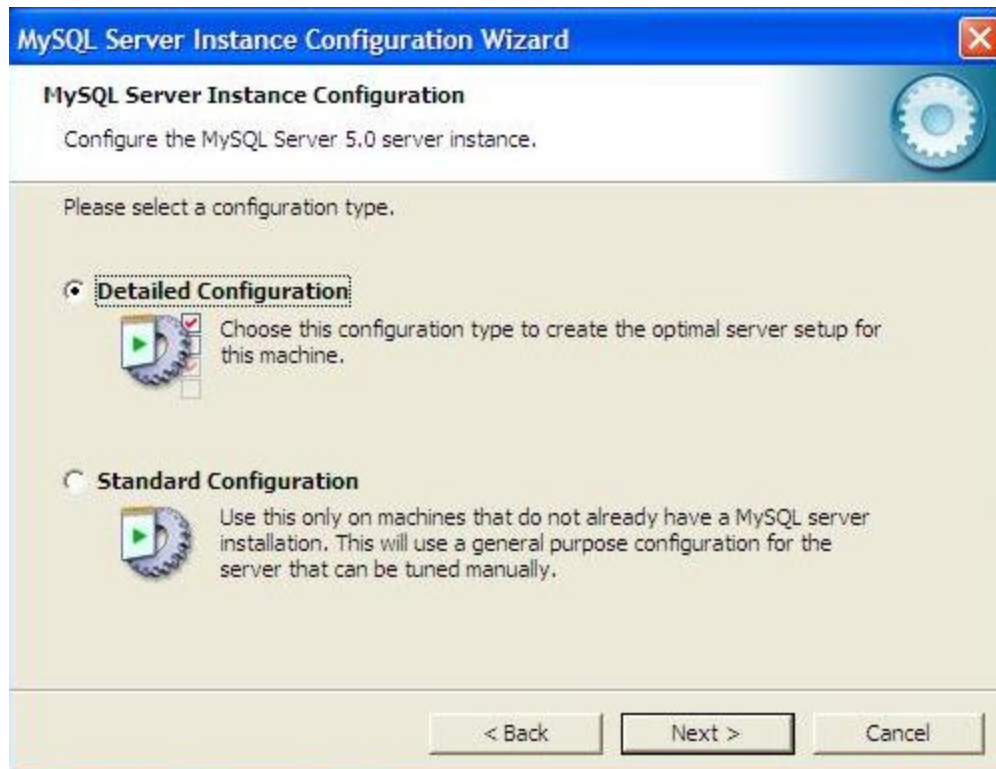 MySQL Server Instance Configuration Wizard
MySQL Server Instance Configuration
Configure the MySQL Server 5.0 server instance.
Please select a configuration type.
Detailed Configuration
Choose this configuration type to create the optimal server setup for
this machine.
Standard Configuration
Use this only on machines that do not already have a MySQL server
installation. This will use a general purpose configuration for the
server that can be tuned manually.
< Back
Next >
Cancel